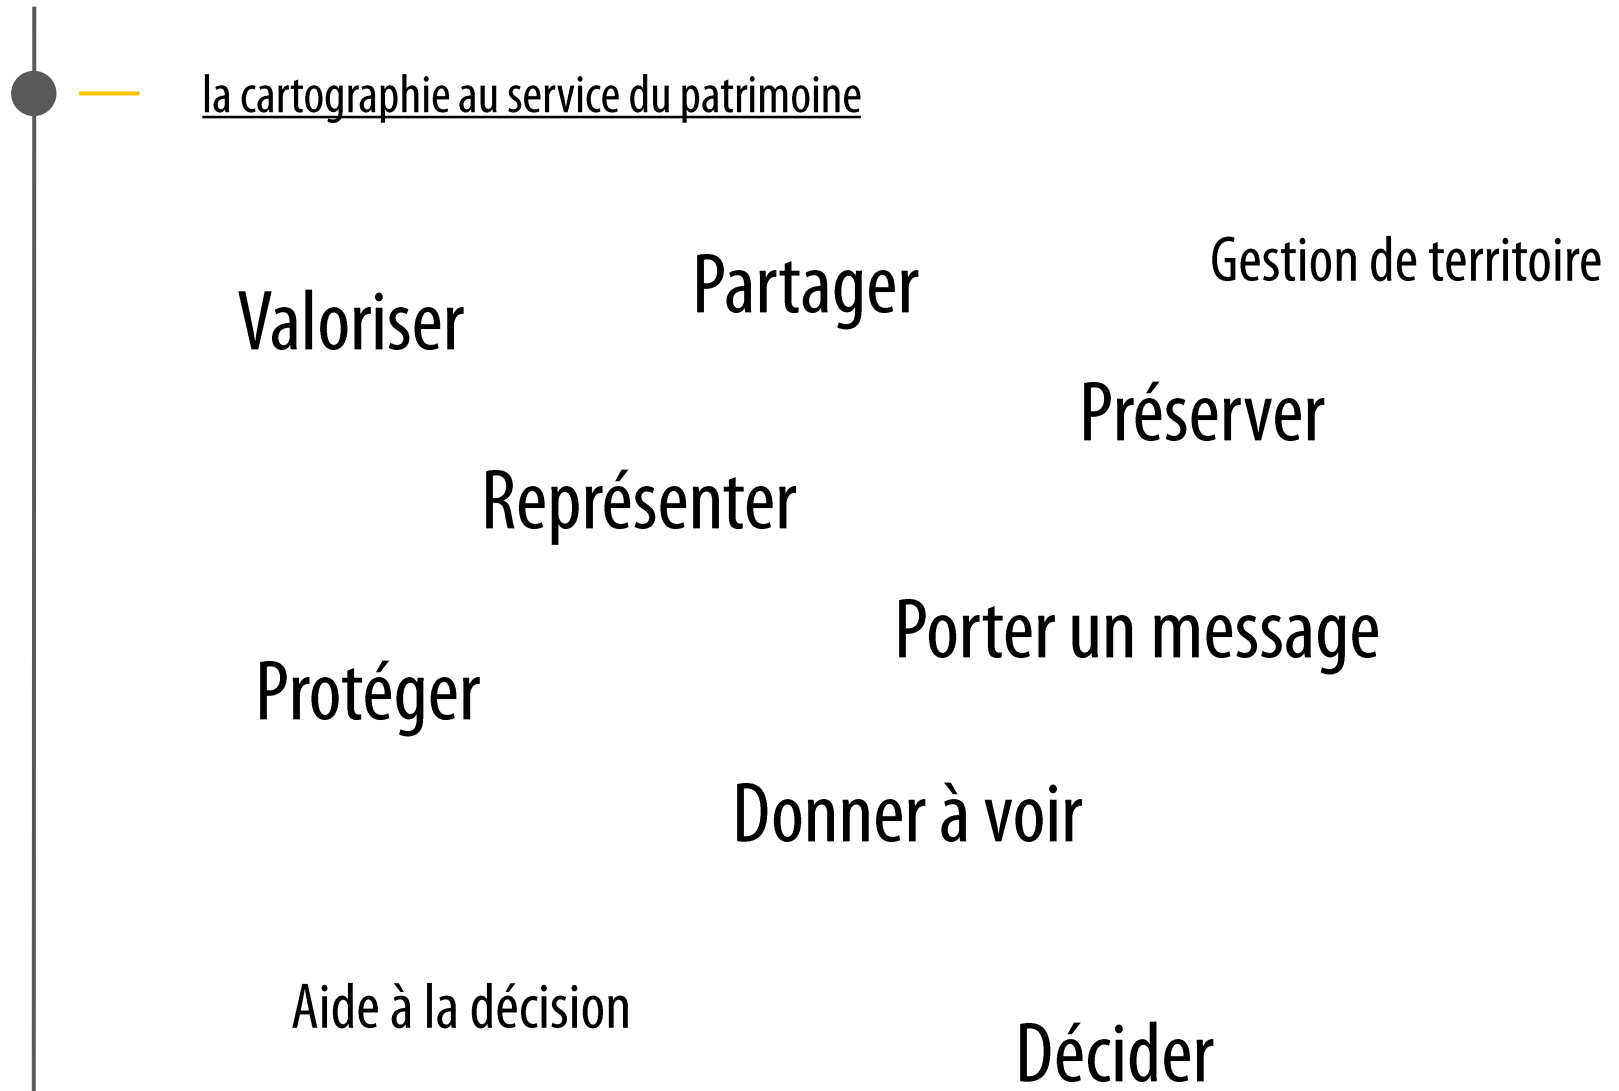 la cartographie au service du patrimoine
Gestion de territoire
Partager
Valoriser
Préserver
Représenter
Porter un message
Protéger
Donner à voir
Aide à la décision
Décider